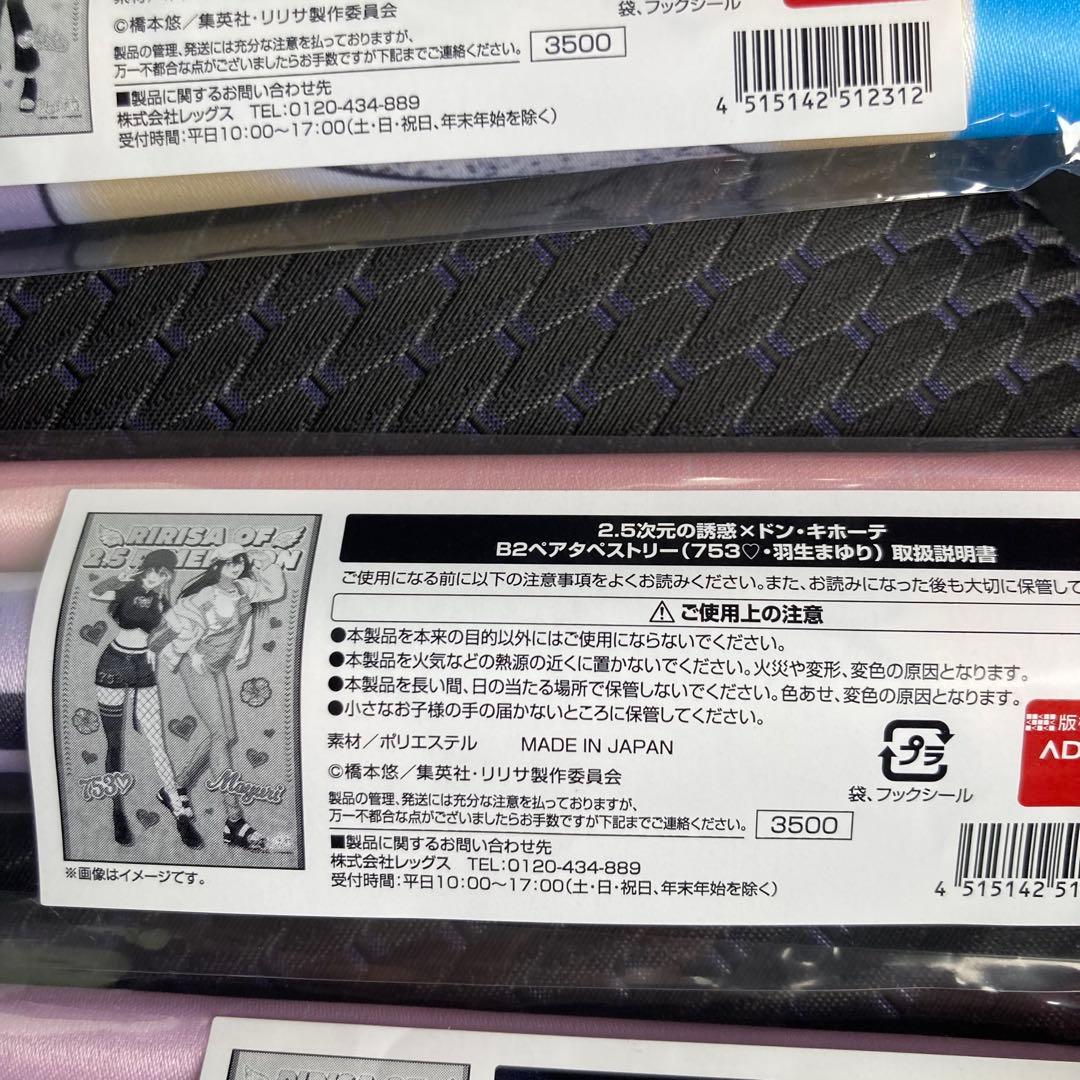 ©橋本悠／集英社・リリサ製作委員会
製品の管理、発送には充分な注意を払っておりますが、
万一不都合な点がございましたらお手数ですが下記までご連絡ください。
3500
■製品に関するお問い合わせ先
株式会社レッグス TEL:0120-434-889
受付時間:平日10:00～17:00(土・日・祝日、年末年始を除く)
袋、フックシール
4 515142 512312
RIRISA OF
2.5 DIMENSION
753♡
Mayuri
※画像はイメージです。
2.5次元の誘惑×ドン・キホーテ
B2ペアタペストリー(753♡・羽生まゆり) 取扱説明書
ご使用になる前に以下の注意事項をよくお読みください。また、お読みになった後も大切に保管して
⚠ご使用上の注意
●本製品を本来の目的以外にはご使用にならないでください。
●本製品を火気などの熱源の近くに置かないでください。火災や変形、変色の原因となります。
●本製品を長い間、日の当たる場所で保管しないでください。色あせ、変色の原因となります。
●小さなお子様の手の届かないところに保管してください。
素材／ポリエステル MADE IN JAPAN
©橋本悠／集英社・リリサ製作委員会
製品の管理、発送には充分な注意を払っておりますが、
万一不都合な点がございましたらお手数ですが下記までご連絡ください。
3500
■製品に関するお問い合わせ先
株式会社レッグス TEL:0120-434-889
受付時間:平日10:00～17:00(土・日・祝日、年末年始を除く)
プラ
袋、フックシール
版
AD
4 515142 51
RIRISA OF